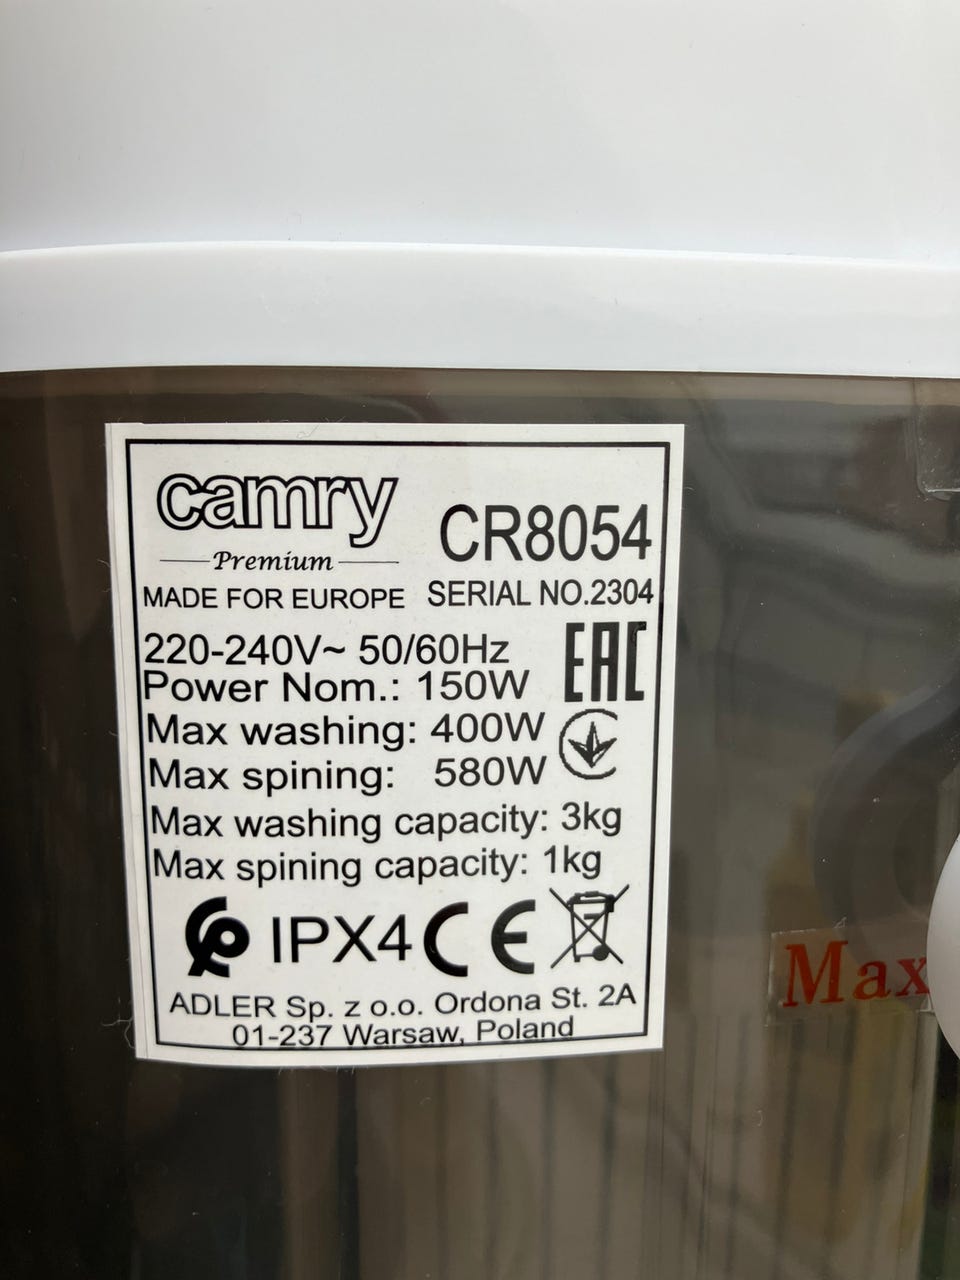 camry
Premium
CR8054
MADE FOR EUROPE SERIAL NO.2304
220-240V~ 50/60Hz
Power Nom.: 150W
EAC
Max washing: 400W
Max spining: 580W
Max washing capacity: 3kg
Max spining capacity: 1kg
IPX4 CE
ADLER Sp. z o.o. Ordona St. 2A
01-237 Warsaw, Poland
Max